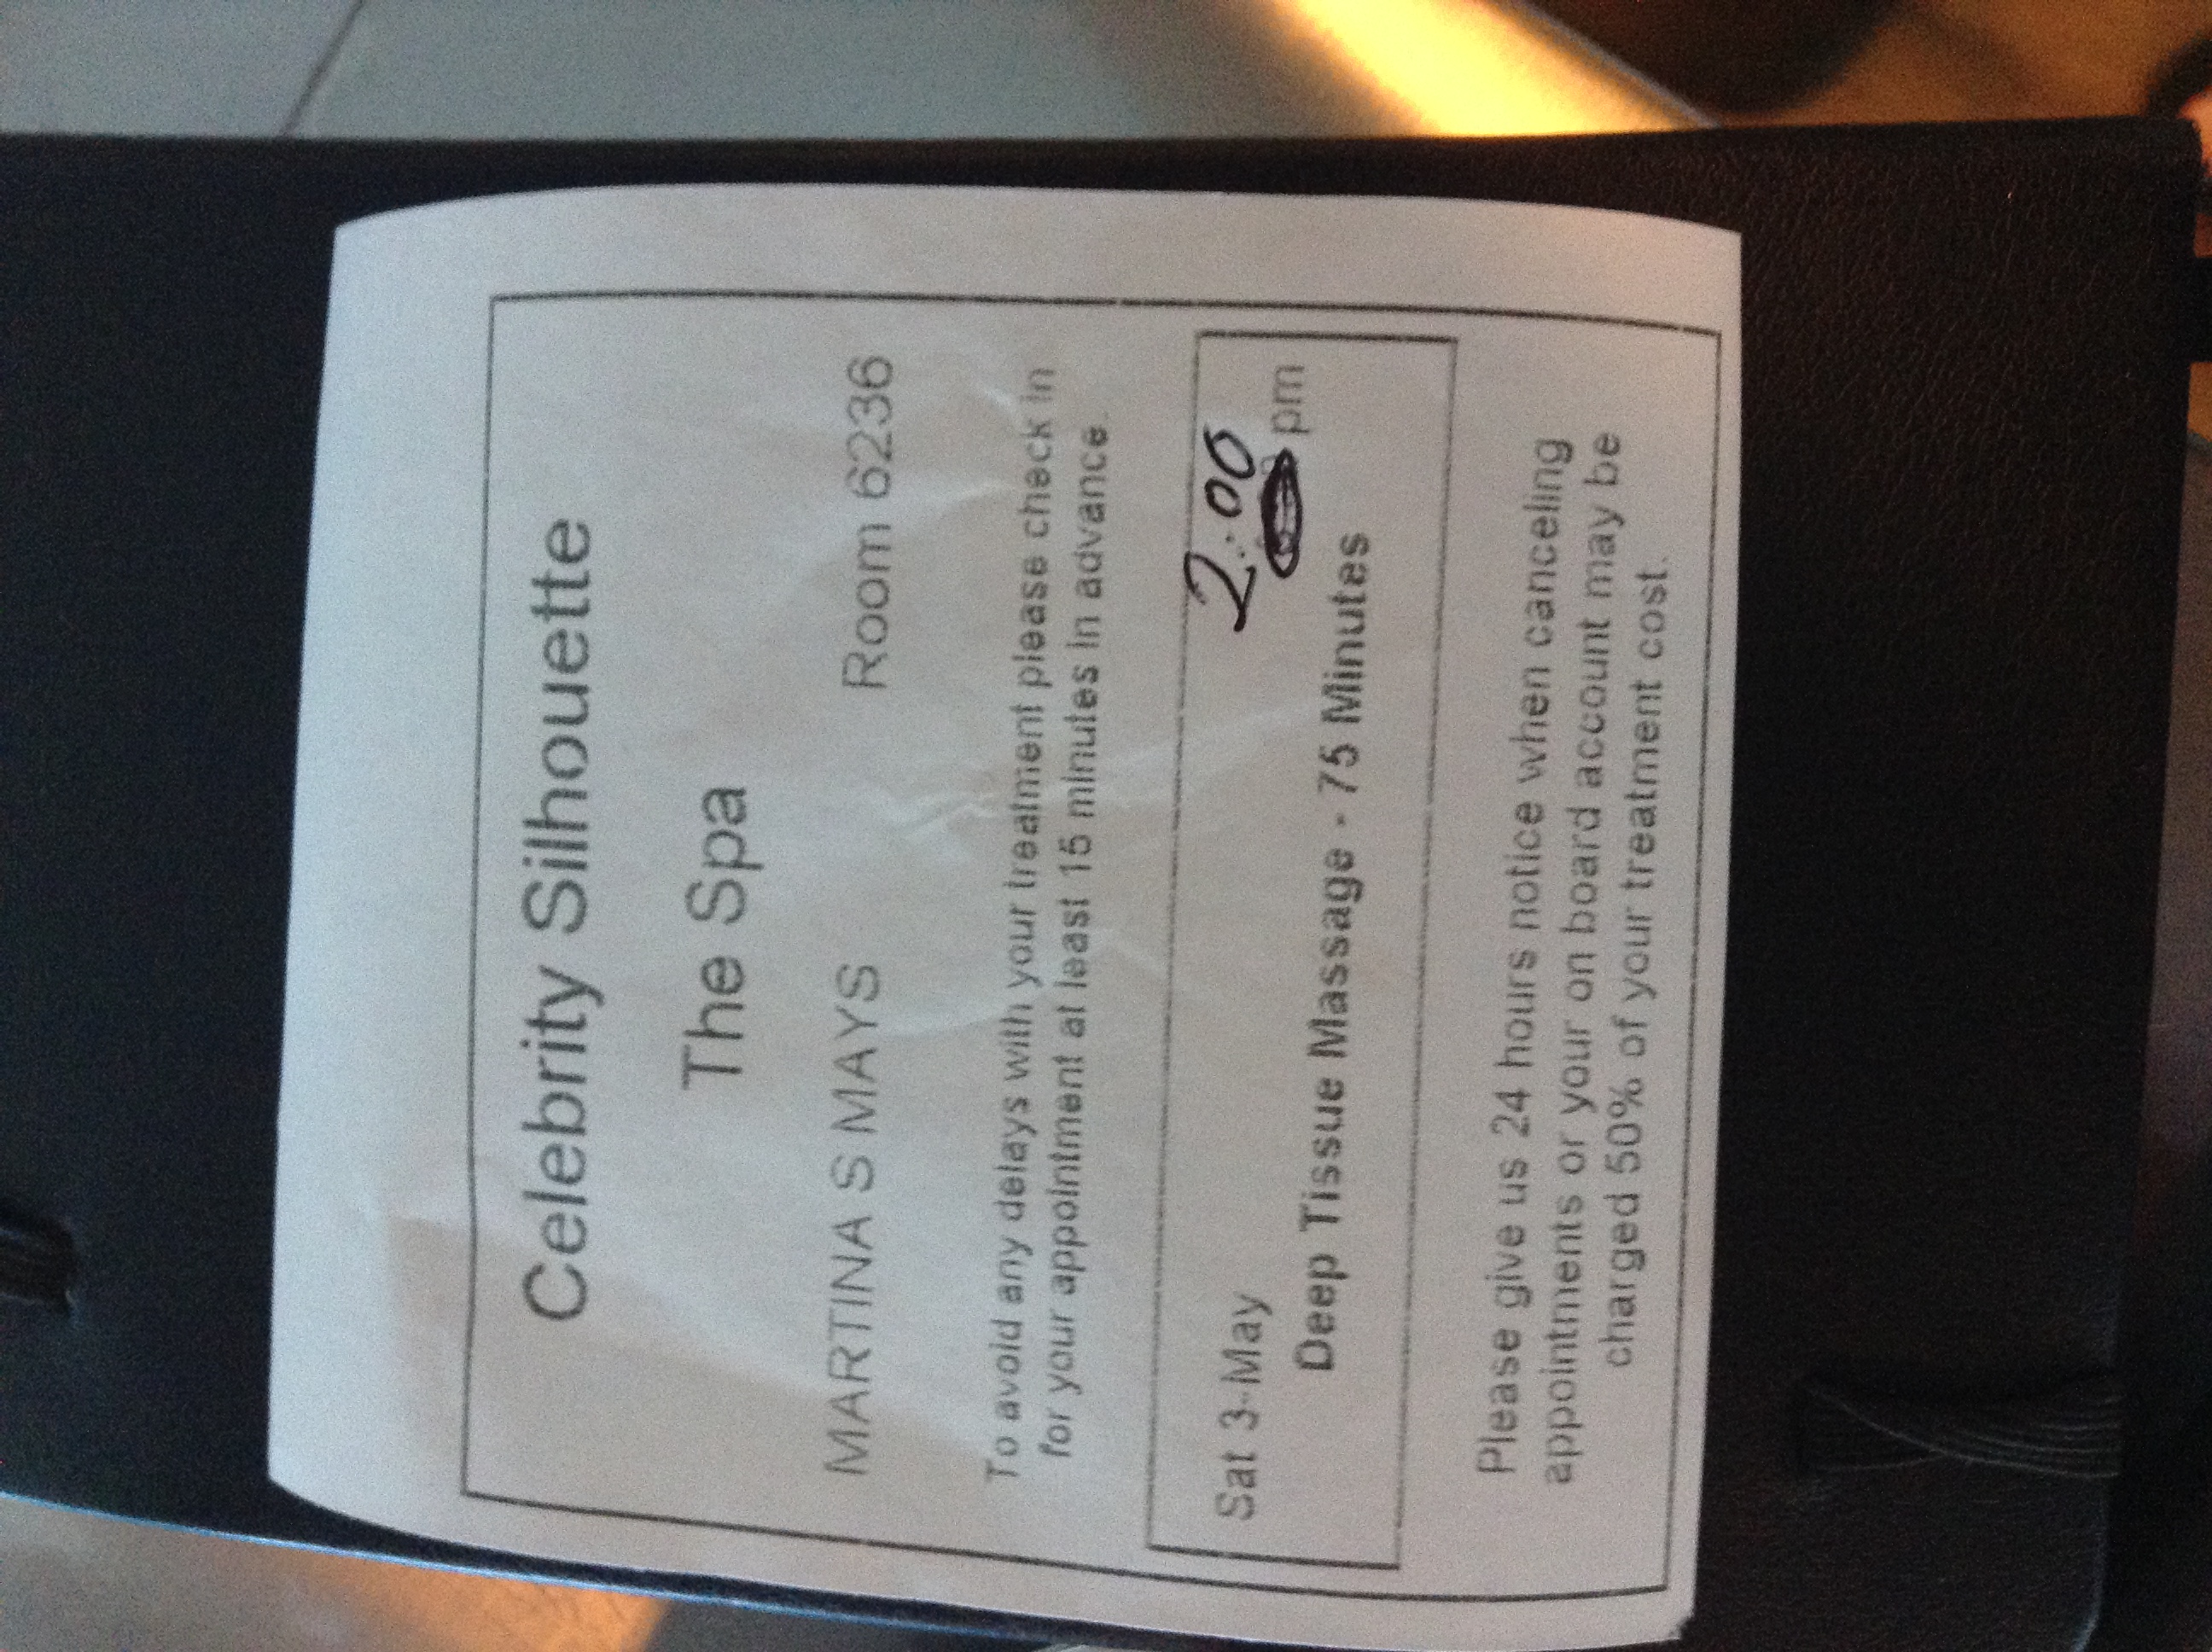 Celebrity Silhouette
The Spa
MARTINA S MAYS Room 6236
To avoid any delays with your treatment please check in
for your appointment at least 15 minutes in advance.
2:00
Sat 3-May pm
Deep Tissue Massage - 75 Minutes
Please give us 24 hours notice when canceling
appointments or your on board account may be
charged 50% of your treatment cost.